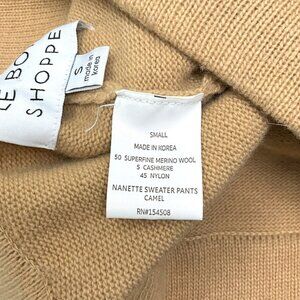 LE BO
SHOPPE
S
made in
korea
SMALL
MADE IN KOREA
50 SUPERFINE MERINO WOOL
5 CASHMERE
45 NYLON
NANETTE SWEATER PANTS
CAMEL
RN#154508